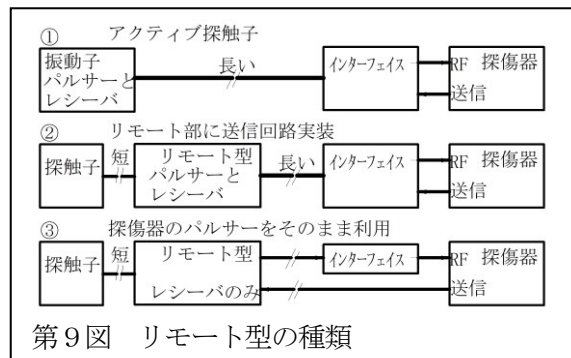 ① アクティブ探触子
振動子
パルサーと
レシーバ
長い
インターフェイス
RF 探傷器
送信
② リモート部に送信回路実装
探触子
短
リモート型
パルサーと
レシーバ
長い
インターフェイス
RF 探傷器
送信
③ 探傷器のパルサーをそのまま利用
探触子
短
リモート型
レシーバのみ
インターフェイス
RF 探傷器
送信
第9図 リモート型の種類